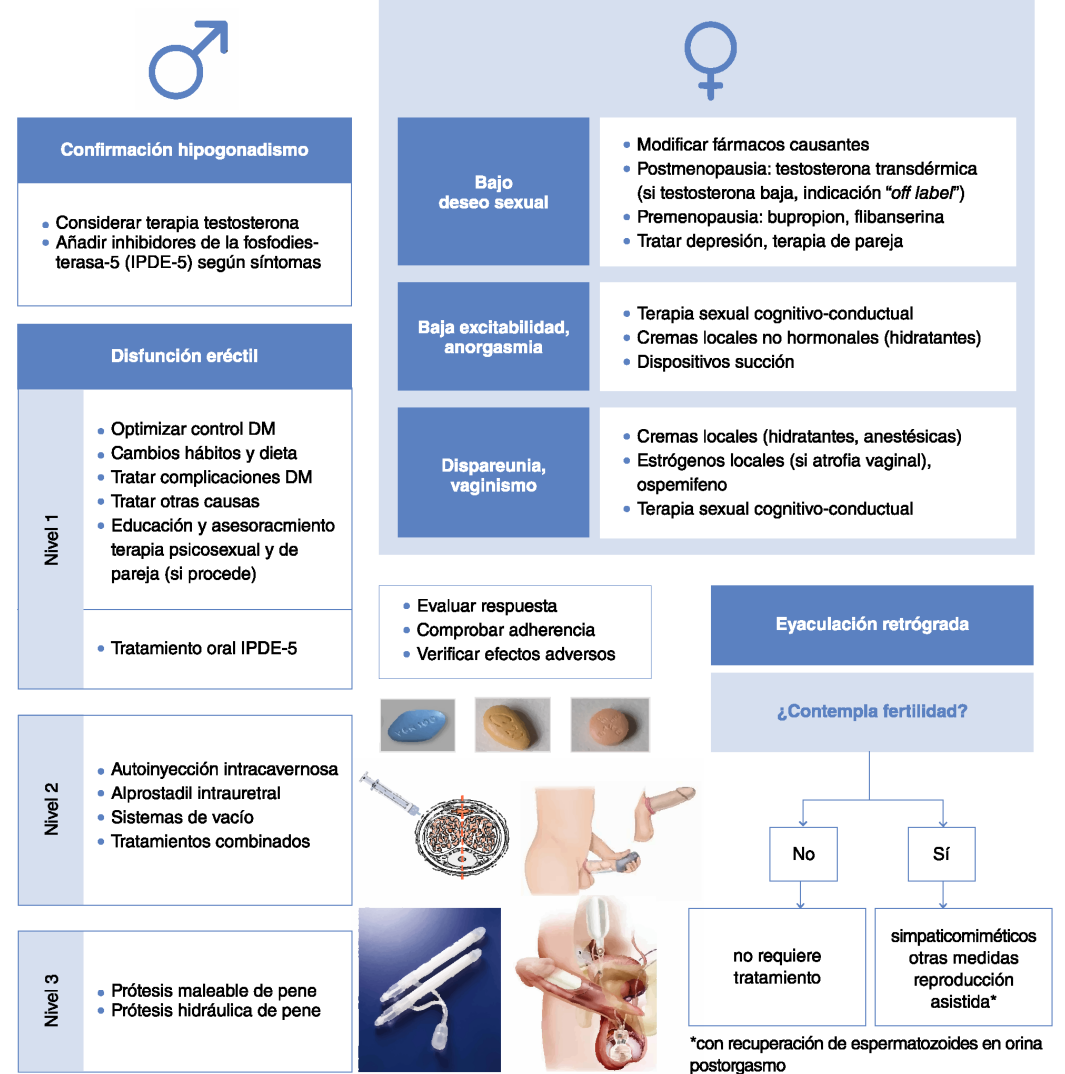 Confirmación hipogonadismo
• Considerar terapia testosterona
• Añadir inhibidores de la fosfodies-
terasa-5 (IPDE-5) según síntomas
Disfunción eréctil
Nivel 1
• Optimizar control DM
• Cambios hábitos y dieta
• Tratar complicaciones DM
• Tratar otras causas
• Educación y asesoracmiento
terapia psicosexual y de
pareja (si procede)
• Tratamiento oral IPDE-5
Nivel 2
• Autoinyección intracavernosa
• Alprostadil intrauretral
• Sistemas de vacío
• Tratamientos combinados
Nivel 3
• Prótesis maleable de pene
• Prótesis hidráulica de pene
Bajo
deseo sexual
• Modificar fármacos causantes
• Postmenopausia: testosterona transdérmica
(si testosterona baja, indicación “off label”)
• Premenopausia: bupropion, flibanserina
• Tratar depresión, terapia de pareja
Baja excitabilidad,
anorgasmia
• Terapia sexual cognitivo-conductual
• Cremas locales no hormonales (hidratantes)
• Dispositivos succión
Dispareunia,
vaginismo
• Cremas locales (hidratantes, anestésicas)
• Estrógenos locales (si atrofia vaginal),
ospemifeno
• Terapia sexual cognitivo-conductual
• Evaluar respuesta
• Comprobar adherencia
• Verificar efectos adversos
Eyaculación retrógrada
¿Contempla fertilidad?
No
Sí
no requiere
tratamiento
simpaticomiméticos
otras medidas
reproducción
asistida*
*con recuperación de espermatozoides en orina
postorgasmo